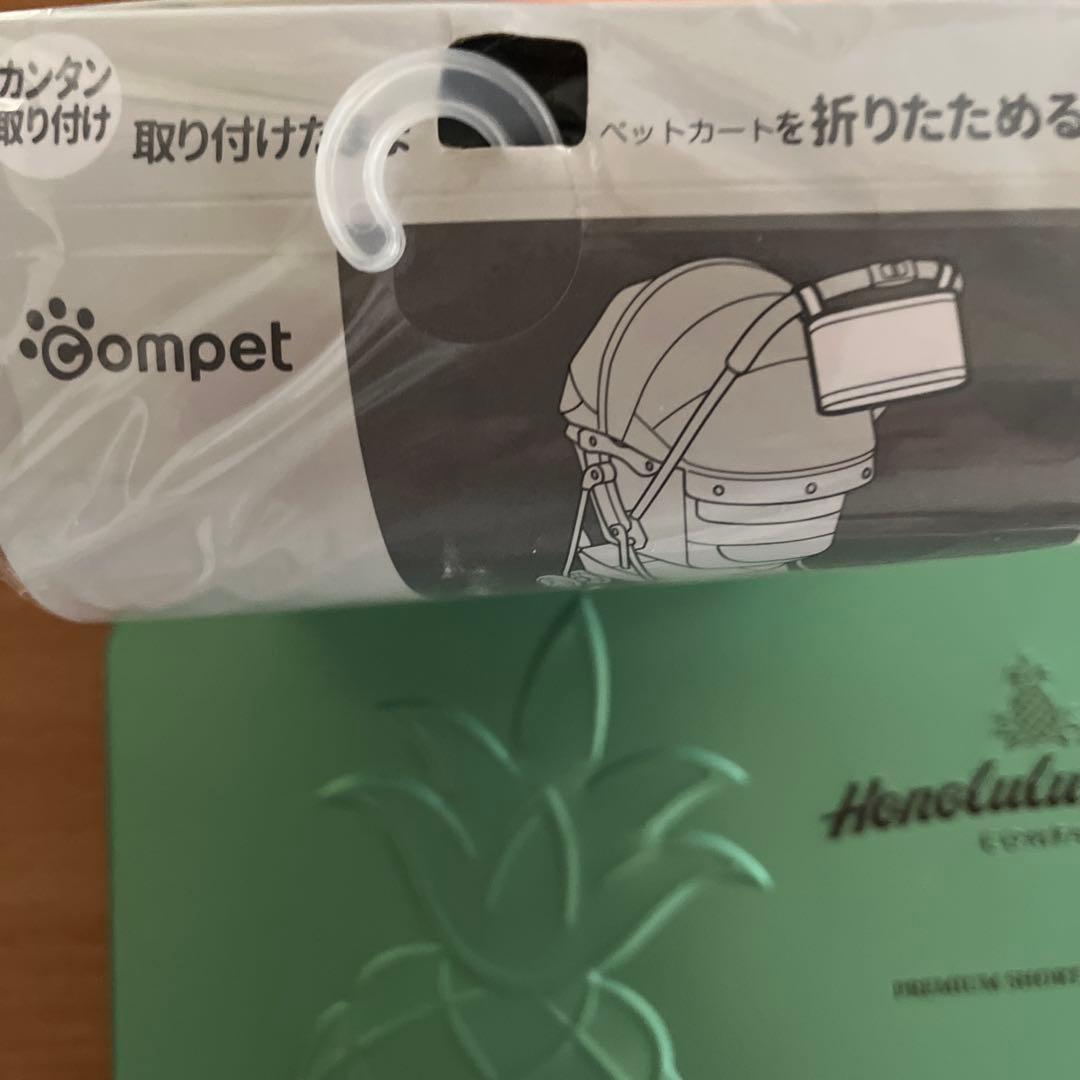 カンタン
取り付け
取り付けた
ペットカートを折りたためる
Compet
Honolulu
PREMIUM